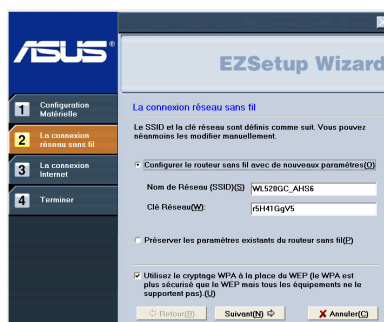 ASUS®
EZSetup Wizard
1 Configuration
Matérielle
2 La connexion
réseau sans fil
3 La connexion
Internet
4 Terminer
La connexion réseau sans fil
Le SSID et la clé réseau sont définis comme suit. Vous pouvez
néanmoins les modifier manuellement.
Configurer le routeur sans fil avec de nouveaux paramètres(O)
Nom de Réseau (SSID)(S) WL520GC_AHS6
Clé Réseau(W): r5H41GgV5
Préserver les paramètres existants du routeur sans fil(P)
Utilisez le cryptage WPA à la place du WEP (le WPA est
plus sécurisé que le WEP mais tous les équipements ne le
supportent pas).(U)
Retour(B) Suivant(N) Annuler(C)